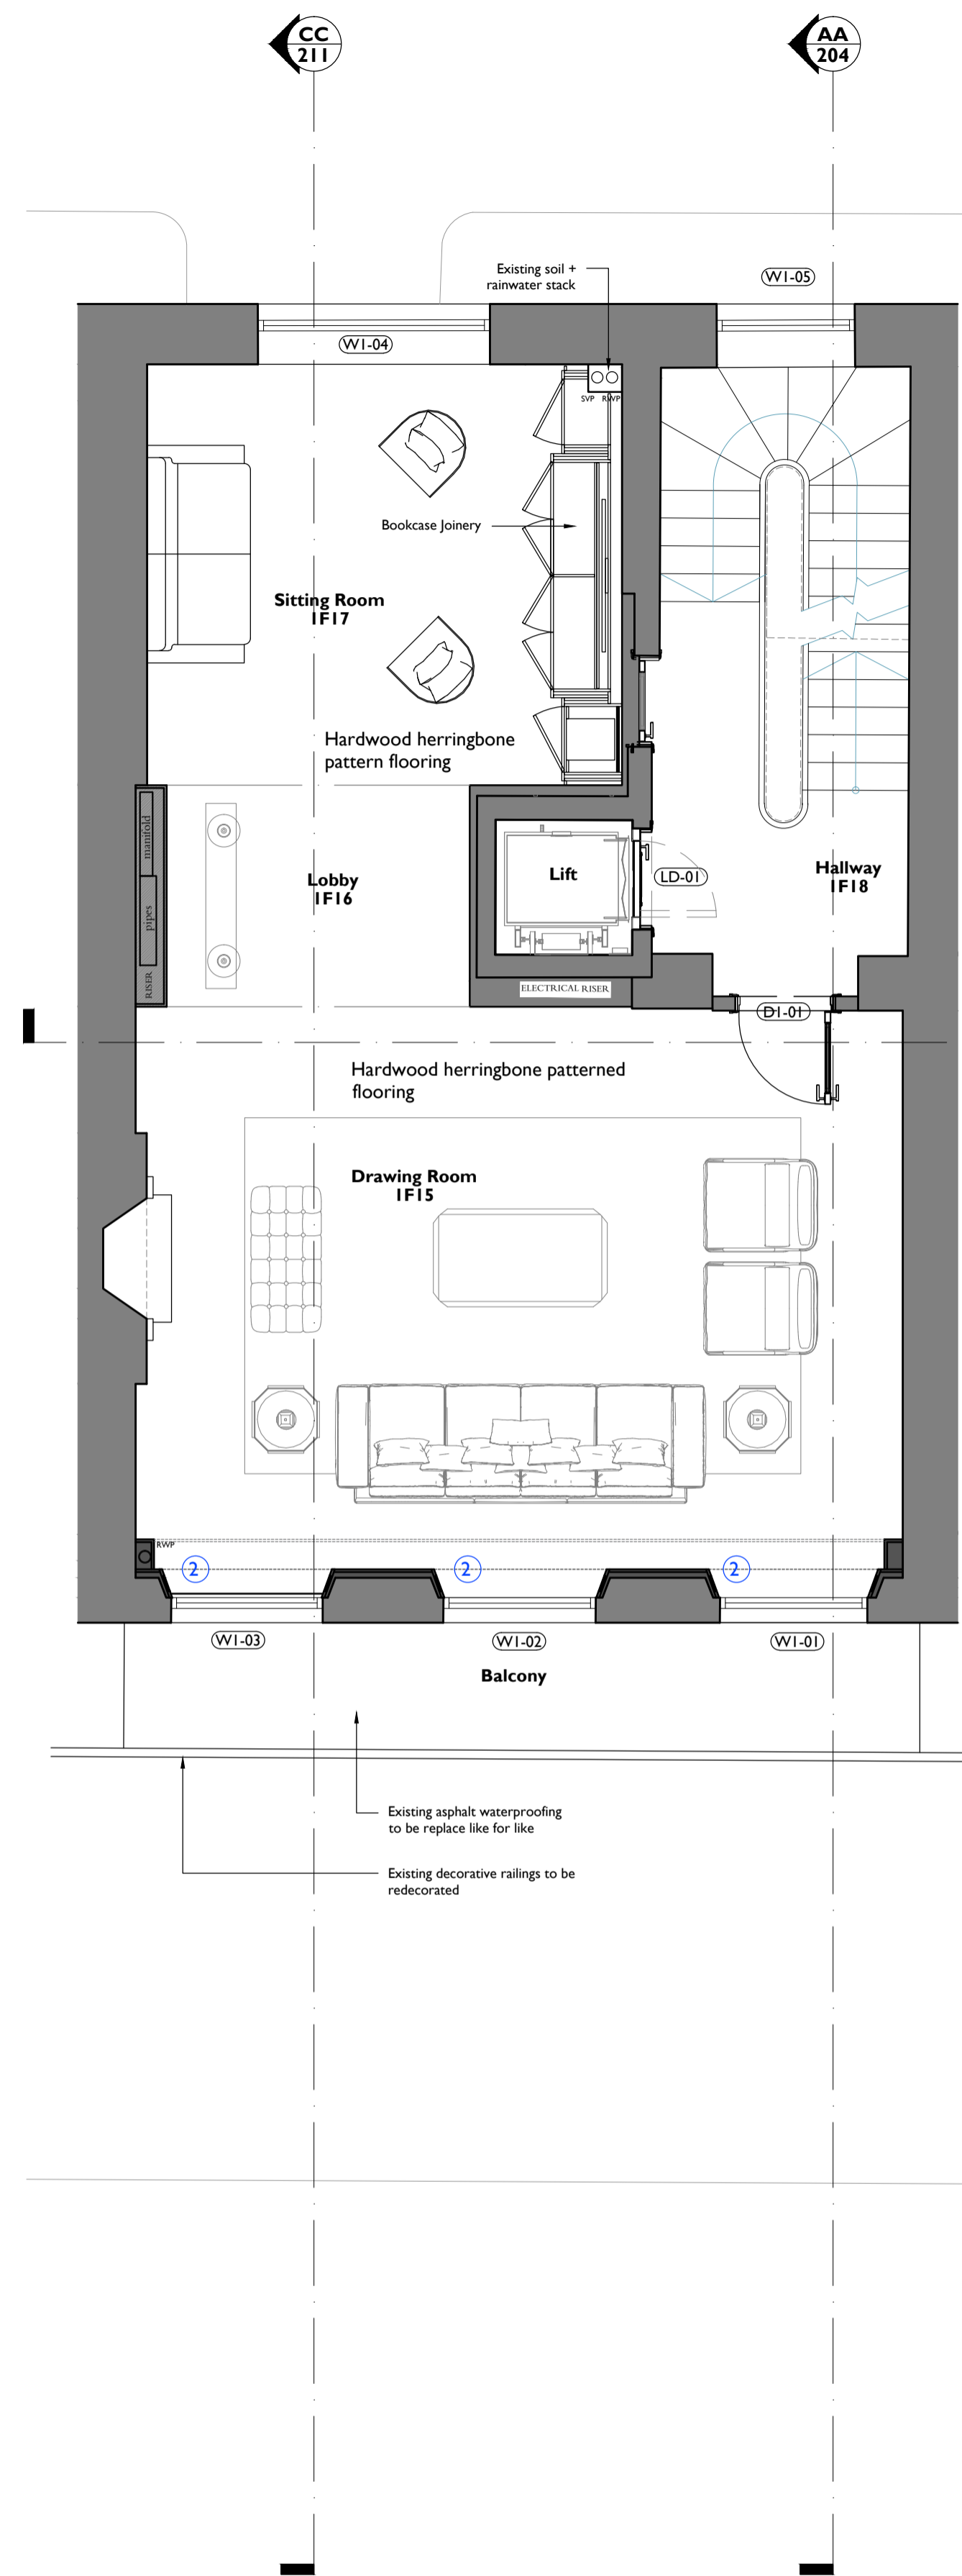 CC
211
AA
204
Existing soil +
rainwater stack
W1-05
W1-04
SVP RWP
Bookcase Joinery
Sitting Room
1F17
Hardwood herringbone
pattern flooring
manifold
pipes
RISER
Lobby
1F16
Lift
LD-01
Hallway
1F18
ELECTRICAL RISER
D1-01
Hardwood herringbone patterned
flooring
Drawing Room
1F15
RWP
2
2
2
W1-03
W1-02
W1-01
Balcony
Existing asphalt waterproofing
to be replace like for like
Existing decorative railings to be
redecorated